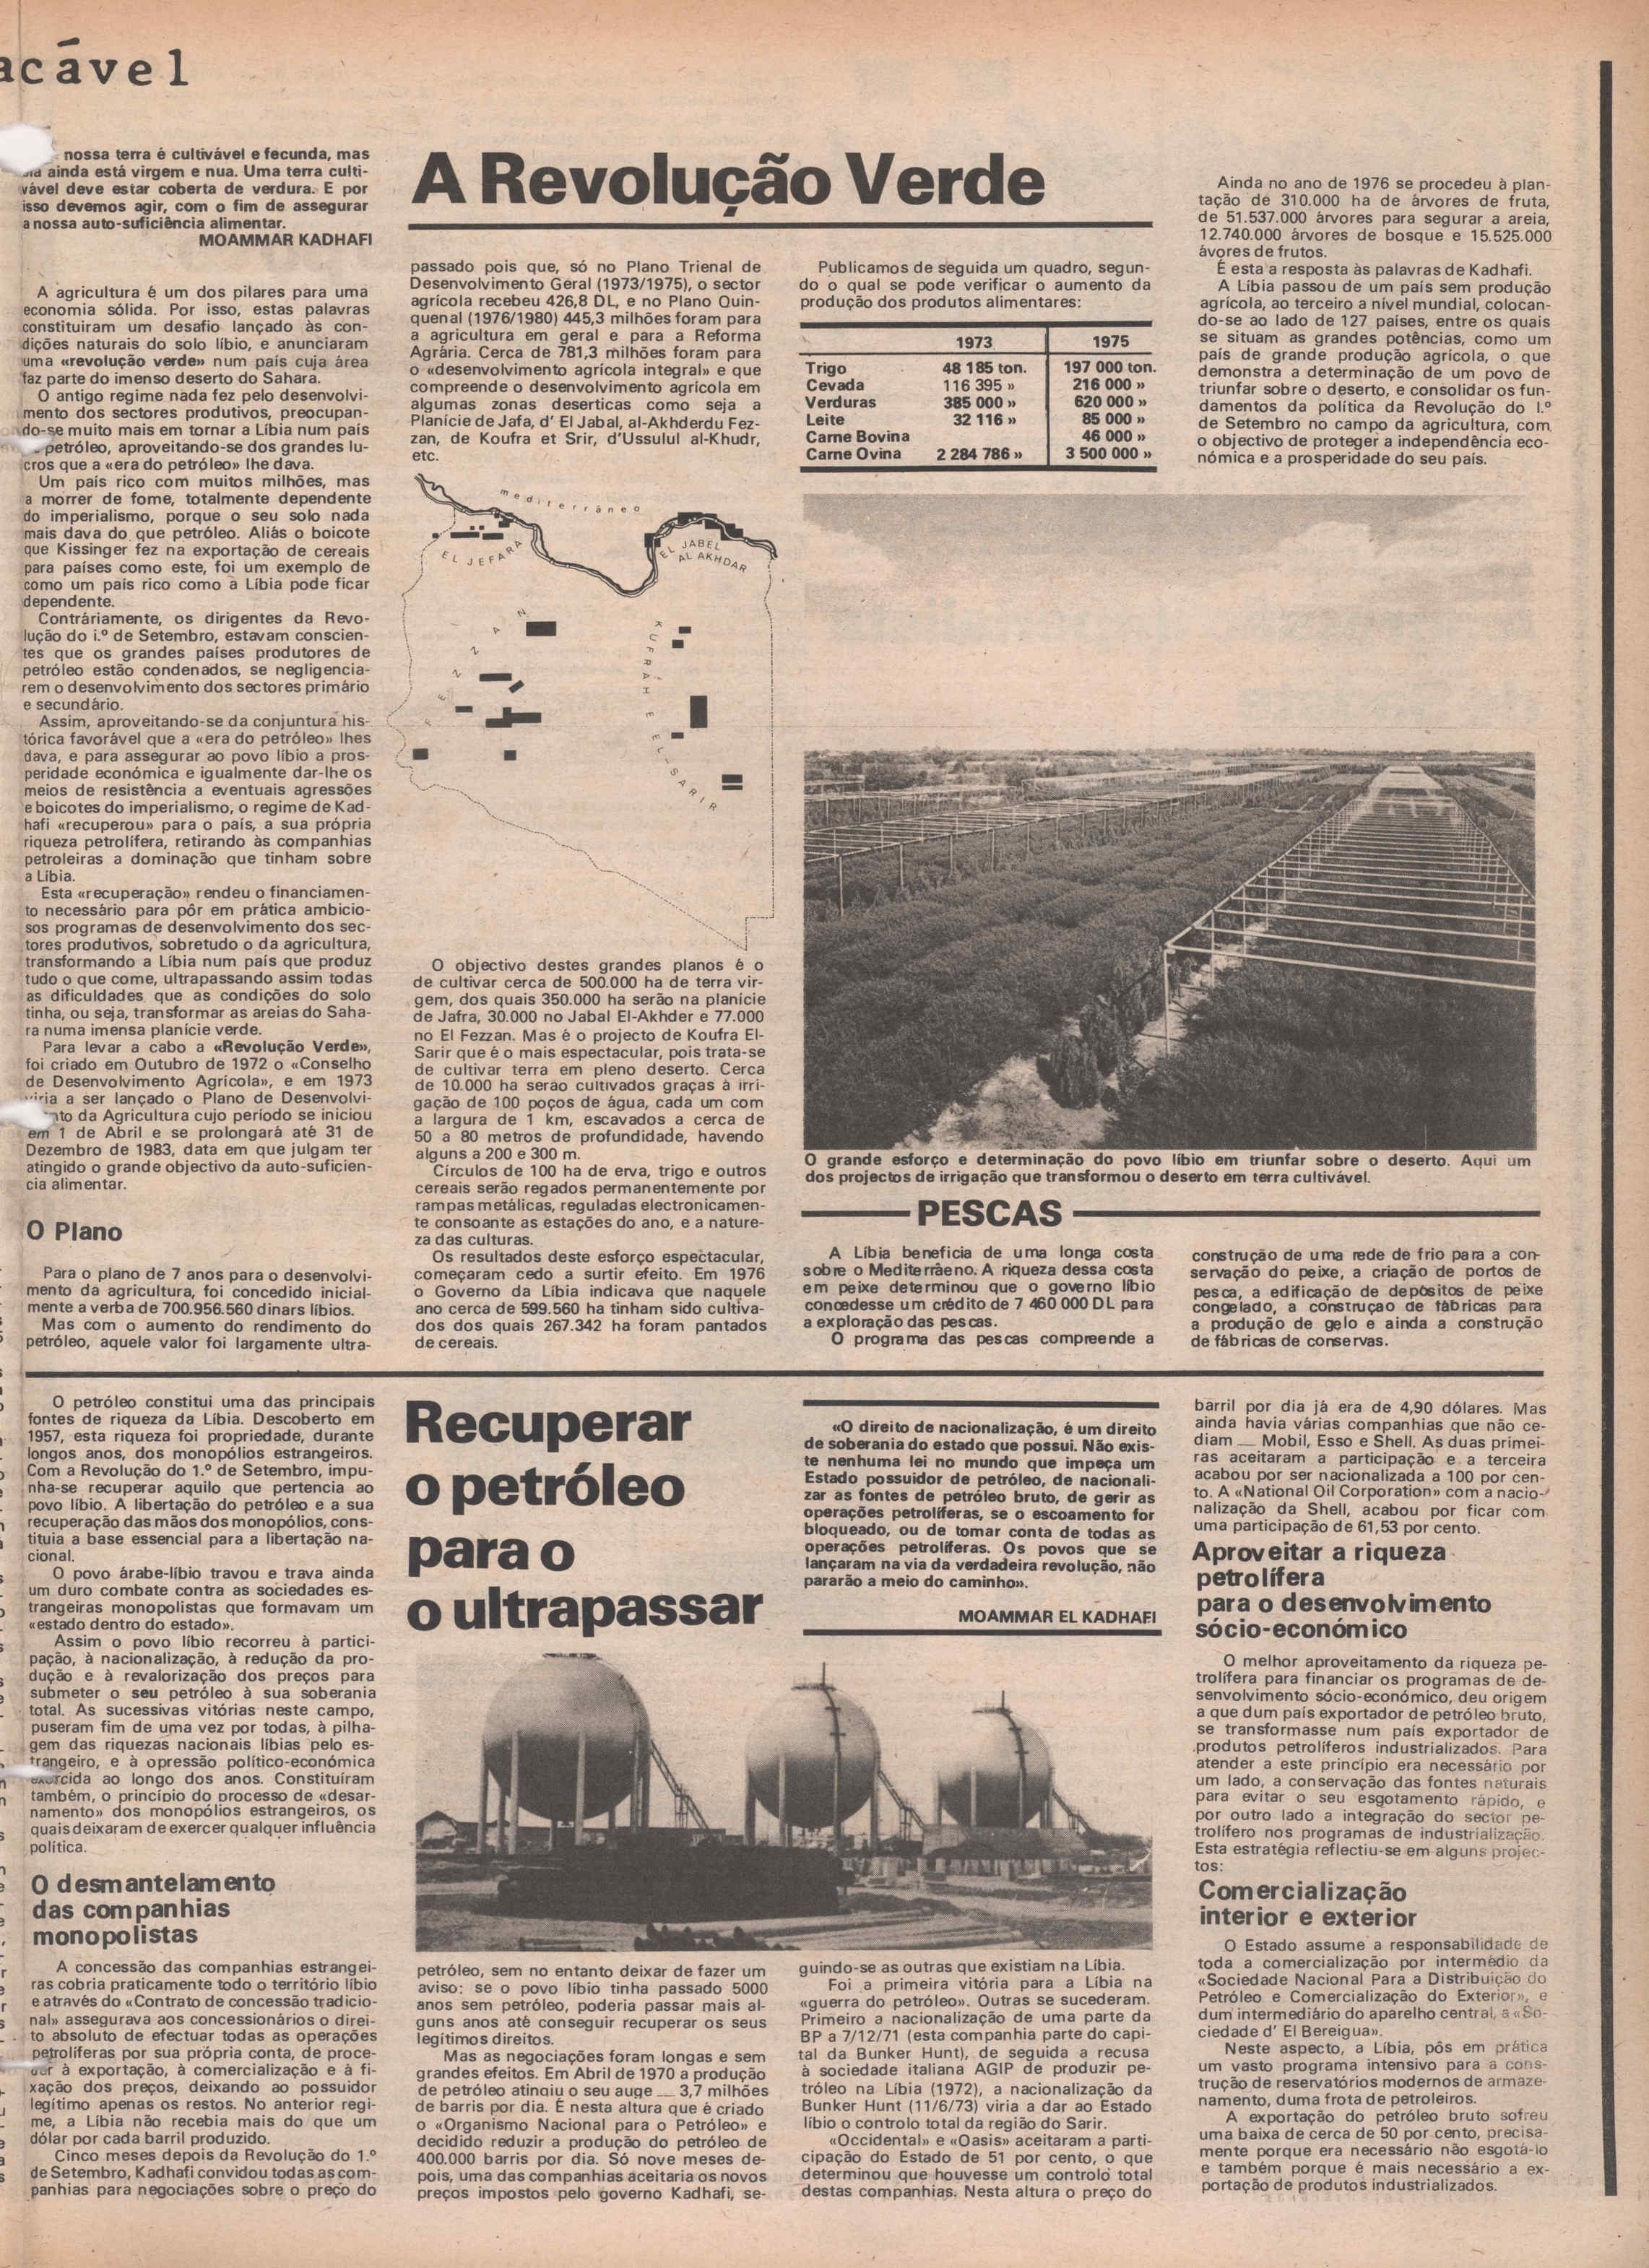 acável
nossa terra é cultivável e fecunda, mas
ainda está virgem e nua. Uma terra culti-
vável deve estar coberta de verdura. E por
isso devemos agir, com o fim de assegurar
a nossa auto-suficiência alimentar.
MOAMMAR KADHAFI
A agricultura é um dos pilares para uma
economia sólida. Por isso, estas palavras
constituiram um desafio lançado às con-
dições naturais do solo líbio, e anunciaram
uma «revolução verde» num país cuja área
faz parte do imenso deserto do Sahara.
O antigo regime nada fez pelo desenvolvi-
mento dos sectores produtivos, preocupan-
do-se muito mais em tornar a Líbia num país
petróleo, aproveitando-se dos grandes lu-
cros que a «era do petróleo» lhe dava.
Um país rico com muitos milhões, mas
a morrer de fome, totalmente dependente
do imperialismo, porque o seu solo nada
mais dava do que petróleo. Aliás o boicote
que Kissinger fez na exportação de cereais
para países como este, foi um exemplo de
como um país rico como a Líbia pode ficar
dependente.
Contráriamente, os dirigentes da Revo-
lução do i.º de Setembro, estavam conscien-
tes que os grandes países produtores de
petróleo estão condenados, se negligencia-
rem o desenvolvimento dos sectores primário
e secundário.
Assim, aproveitando-se da conjuntura his-
tórica favorável que a «era do petróleo» lhes
dava, e para assegurar ao povo líbio a pros-
peridade económica e igualmente dar-lhe os
meios de resistência a eventuais agressões
e boicotes do imperialismo, o regime de Kad-
hafi «recuperou» para o país, a sua própria
riqueza petrolífera, retirando às companhias
petroleiras a dominação que tinham sobre
a Líbia.
Esta «recuperação» rendeu o financiamen-
to necessário para pôr em prática ambicio-
sos programas de desenvolvimento dos sec-
tores produtivos, sobretudo o da agricultura,
transformando a Líbia num país que produz
tudo o que come, ultrapassando assim todas
as dificuldades que as condições do solo
tinha, ou seja, transformar as areias do Saha-
ra numa imensa planície verde.
Para levar a cabo a «Revolução Verde»,
foi criado em Outubro de 1972 o «Conselho
de Desenvolvimento Agrícola», e em 1973
viria a ser lançado o Plano de Desenvolvi-
to da Agricultura cujo período se iniciou
em 1 de Abril e se prolongará até 31 de
Dezembro de 1983, data em que julgam ter
atingido o grande objectivo da auto-suficien-
cia alimentar.
O Plano
Para o plano de 7 anos para o desenvolvi-
mento da agricultura, foi concedido inicial-
mente a verba de 700.956.560 dinars líbios.
Mas com o aumento do rendimento do
petróleo, aquele valor foi largamente ultra-
A Revolução Verde
passado pois que, só no Plano Trienal de
Desenvolvimento Geral (1973/1975), o sector
agrícola recebeu 426,8 DL, e no Plano Quin-
quenal (1976/1980) 445,3 milhões foram para
a agricultura em geral e para a Reforma
Agrária. Cerca de 781,3 milhões foram para
o «desenvolvimento agrícola integral» e que
compreende o desenvolvimento agrícola em
algumas zonas deserticas como seja a
Planície de Jafa, d' El Jabal, al-Akhderdu Fez-
zan, de Koufra et Srir, d'Ussulul al-Khudr,
etc.
mediterrâneo
EL JEFARA
EL JABEL
AL AKHDAR
FEZZAN
KUFRAH E EL-SARIR
O objectivo destes grandes planos é o
de cultivar cerca de 500.000 ha de terra vir-
gem, dos quais 350.000 ha serão na planície
de Jafra, 30.000 no Jabal El-Akhder e 77.000
no El Fezzan. Mas é o projecto de Koufra El-
Sarir que é o mais espectacular, pois trata-se
de cultivar terra em pleno deserto. Cerca
de 10.000 ha serão cultivados graças à irri-
gação de 100 poços de água, cada um com
a largura de 1 km, escavados a cerca de
50 a 80 metros de profundidade, havendo
alguns a 200 e 300 m.
Círculos de 100 ha de erva, trigo e outros
cereais serão regados permanentemente por
rampas metálicas, reguladas electronicamen-
te consoante as estações do ano, e a nature-
za das culturas.
Os resultados deste esforço espectacular,
começaram cedo a surtir efeito. Em 1976
o Governo da Líbia indicava que naquele
ano cerca de 599.560 ha tinham sido cultiva-
dos dos quais 267.342 ha foram pantados
de cereais.
Publicamos de seguida um quadro, segun-
do o qual se pode verificar o aumento da
produção dos produtos alimentares:
1973 1975
Trigo 48 185 ton. 197 000 ton.
Cevada 116 395 » 216 000 »
Verduras 385 000 » 620 000 »
Leite 32 116 » 85 000 »
Carne Bovina 46 000 »
Carne Ovina 2 284 786 » 3 500 000 »
Ainda no ano de 1976 se procedeu à plan-
tação de 310.000 ha de árvores de fruta,
de 51.537.000 árvores para segurar a areia,
12.740.000 árvores de bosque e 15.525.000
ávores de frutos.
É esta a resposta às palavras de Kadhafi.
A Líbia passou de um país sem produção
agrícola, ao terceiro a nível mundial, colocan-
do-se ao lado de 127 países, entre os quais
se situam as grandes potências, como um
país de grande produção agrícola, o que
demonstra a determinação de um povo de
triunfar sobre o deserto, e consolidar os fun-
damentos da política da Revolução do I.º
de Setembro no campo da agricultura, com
o objectivo de proteger a independência eco-
nómica e a prosperidade do seu país.
O grande esforço e determinação do povo líbio em triunfar sobre o deserto. Aqui um
dos projectos de irrigação que transformou o deserto em terra cultivável.
PESCAS
A Líbia beneficia de uma longa costa
sobre o Mediterrâeno. A riqueza dessa costa
em peixe determinou que o governo líbio
concedesse um crédito de 7 460 000 DL para
a exploração das pescas.
O programa das pescas compreende a
construção de uma rede de frio para a con-
servação do peixe, a criação de portos de
pesca, a edificação de depósitos de peixe
congelado, a construçao de fàbricas para
a produção de gelo e ainda a construção
de fábricas de conservas.
O petróleo constitui uma das principais
fontes de riqueza da Líbia. Descoberto em
1957, esta riqueza foi propriedade, durante
longos anos, dos monopólios estrangeiros.
Com a Revolução do 1.º de Setembro, impu-
nha-se recuperar aquilo que pertencia ao
povo líbio. A libertação do petróleo e a sua
recuperação das mãos dos monopólios, cons-
tituia a base essencial para a libertação na-
cional.
O povo árabe-líbio travou e trava ainda
um duro combate contra as sociedades es-
trangeiras monopolistas que formavam um
«estado dentro do estado».
Assim o povo líbio recorreu à partici-
pação, à nacionalização, à redução da pro-
dução e à revalorização dos preços para
submeter o seu petróleo à sua soberania
total. As sucessivas vitórias neste campo,
puseram fim de uma vez por todas, à pilha-
gem das riquezas nacionais líbias pelo es-
trangeiro, e à opressão político-económica
exercida ao longo dos anos. Constituíram
também, o princípio do processo de «desar-
namento» dos monopólios estrangeiros, os
quais deixaram de exercer qualquer influência
política.
O desmantelamento
das companhias
monopolistas
A concessão das companhias estrangei-
ras cobria praticamente todo o território líbio
e através do «Contrato de concessão tradicio-
nal» assegurava aos concessionários o direi-
to absoluto de efectuar todas as operações
petrolíferas por sua própria conta, de proce-
der à exportação, à comercialização e à fi-
xação dos preços, deixando ao possuidor
legítimo apenas os restos. No anterior regi-
me, a Líbia não recebia mais do que um
dólar por cada barril produzido.
Cinco meses depois da Revolução do 1.º
de Setembro, Kadhafi convidou todas as com-
panhias para negociações sobre o preço do
Recuperar
o petróleo
para o
o ultrapassar
petróleo, sem no entanto deixar de fazer um
aviso: se o povo líbio tinha passado 5000
anos sem petróleo, poderia passar mais al-
guns anos até conseguir recuperar os seus
legítimos direitos.
Mas as negociações foram longas e sem
grandes efeitos. Em Abril de 1970 a produção
de petróleo atingiu o seu auge — 3,7 milhões
de barris por dia. É nesta altura que é criado
o «Organismo Nacional para o Petróleo» e
decidido reduzir a produção do petróleo de
400.000 barris por dia. Só nove meses de-
pois, uma das companhias aceitaria os novos
preços impostos pelo governo Kadhafi, se-
«O direito de nacionalização, é um direito
de soberania do estado que possui. Não exis-
te nenhuma lei no mundo que impeça um
Estado possuidor de petróleo, de nacionali-
zar as fontes de petróleo bruto, de gerir as
operações petrolíferas, se o escoamento for
bloqueado, ou de tomar conta de todas as
operações petrolíferas. Os povos que se
lançaram na via da verdadeira revolução, não
pararão a meio do caminho».
MOAMMAR EL KADHAFI
guindo-se as outras que existiam na Líbia.
Foi a primeira vitória para a Líbia na
«guerra do petróleo». Outras se sucederam.
Primeiro a nacionalização de uma parte da
BP a 7/12/71 (esta companhia parte do capi-
tal da Bunker Hunt), de seguida a recusa
à sociedade italiana AGIP de produzir pe-
tróleo na Líbia (1972), a nacionalização da
Bunker Hunt (11/6/73) viria a dar ao Estado
líbio o controlo total da região do Sarir.
«Occidental» e «Oasis» aceitaram a parti-
cipação do Estado de 51 por cento, o que
determinou que houvesse um controlo total
destas companhias. Nesta altura o preço do
barril por dia já era de 4,90 dólares. Mas
ainda havia várias companhias que não ce-
diam — Mobil, Esso e Shell. As duas primei-
ras aceitaram a participação e a terceira
acabou por ser nacionalizada a 100 por cen-
to. A «National Oil Corporation» com a nacio-
nalização da Shell, acabou por ficar com
uma participação de 61,53 por cento.
Aproveitar a riqueza
petrolífera
para o desenvolvimento
sócio-económico
O melhor aproveitamento da riqueza pe-
trolífera para financiar os programas de de-
senvolvimento sócio-económico, deu origem
a que dum país exportador de petróleo bruto,
se transformasse num país exportador de
produtos petrolíferos industrializados. Para
atender a este princípio era necessário por
um lado, a conservação das fontes naturais
para evitar o seu esgotamento rápido, e
por outro lado a integração do sector pe-
trolífero nos programas de industrialização.
Esta estratégia reflectiu-se em alguns projec-
tos:
Comercialização
interior e exterior
O Estado assume a responsabilidade de
toda a comercialização por intermédio da
«Sociedade Nacional Para a Distribuição do
Petróleo e Comercialização do Exterior», e
dum intermediário do aparelho central, a «So-
ciedade d' El Bereigua».
Neste aspecto, a Líbia, pôs em prática
um vasto programa intensivo para a cons-
trução de reservatórios modernos de armaze-
namento, duma frota de petroleiros.
A exportação do petróleo bruto sofreu
uma baixa de cerca de 50 por cento, precisa-
mente porque era necessário não esgotá-lo
e também porque é mais necessário a ex-
portação de produtos industrializados.